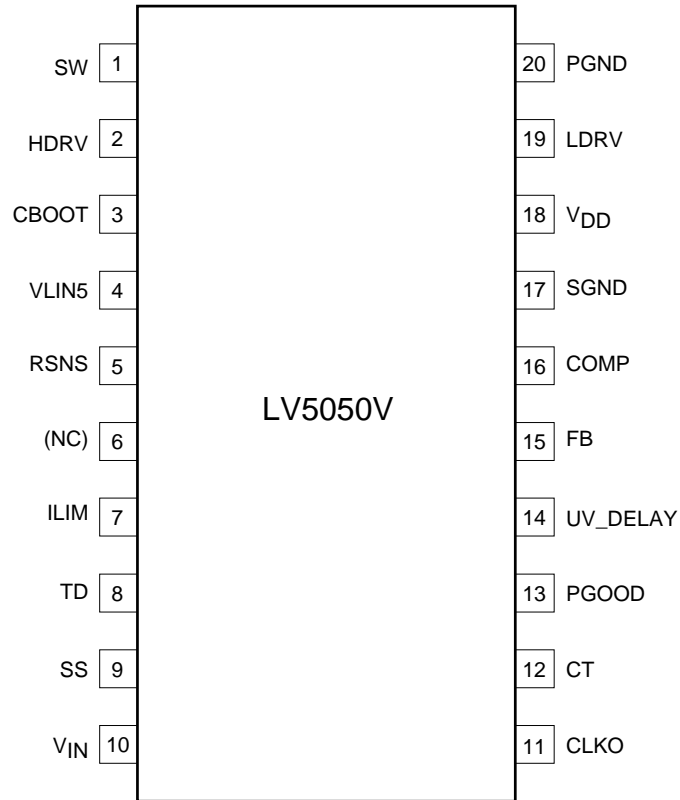 SW 1 20 PGND
HDRV 2 19 LDRV
CBOOT 3 18 VDD
VLIN5 4 17 SGND
RSNS 5 16 COMP
LV5050V
(NC) 6 15 FB
ILIM 7 14 UV_DELAY
TD 8 13 PGOOD
SS 9 12 CT
VIN 10 11 CLKO